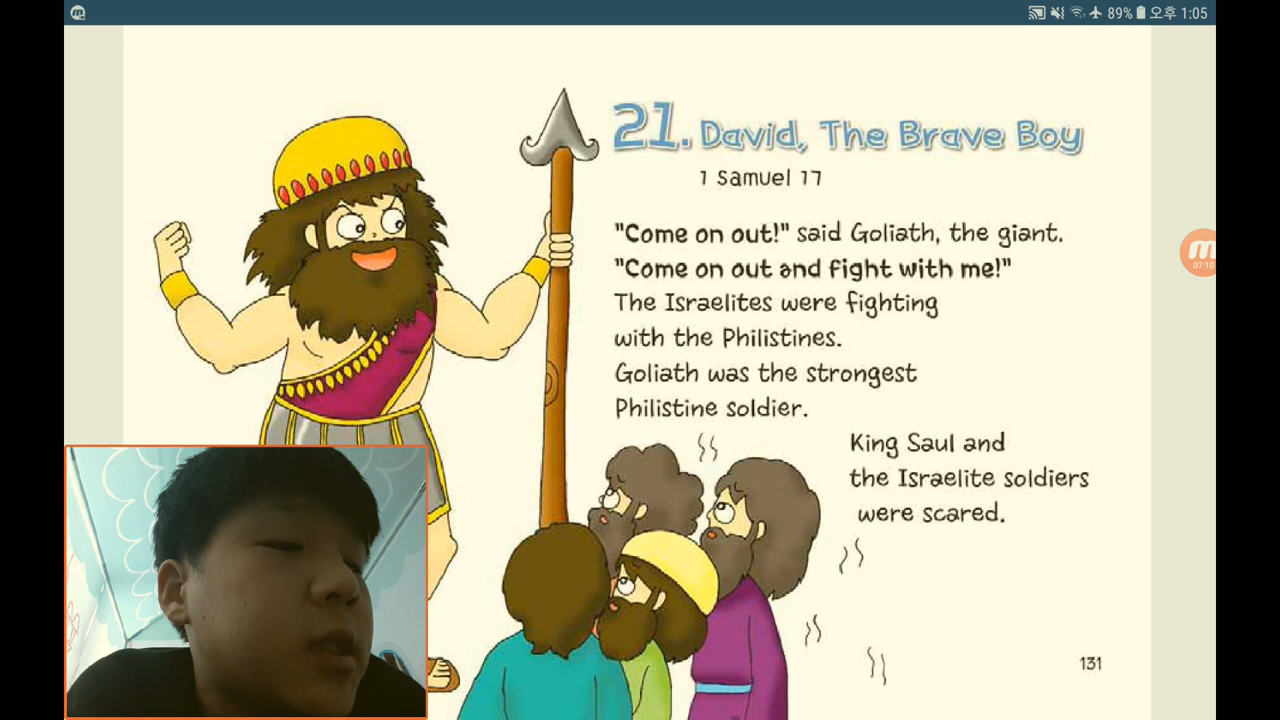 89% 오후 1:05
21. David, The Brave Boy
1 Samuel 17
"Come on out!" said Goliath, the giant.
"Come on out and fight with me!"
The Israelites were fighting
with the Philistines.
Goliath was the strongest
Philistine soldier.
King Saul and
the Israelite soldiers
were scared.
07:10
131